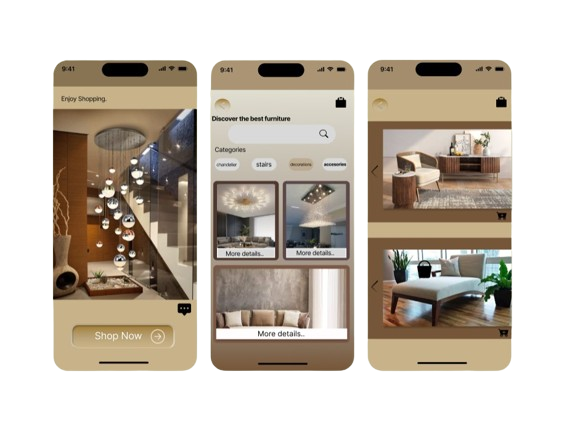 9:41
Enjoy Shopping.
Shop Now
9:41
Discover the best furniture
Categories
chandelier
stairs
decorations
accessories
More details..
More details..
More details..
9:41